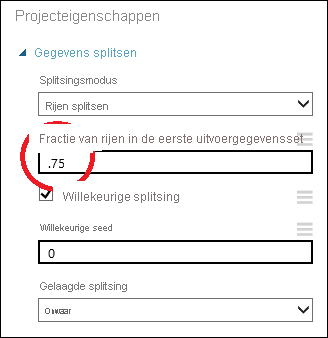 Projecteigenschappen
Gegevens splitsen
Splitsingsmodus
Rijen splitsen
Fractie van rijen in de eerste uitvoergegevensset
.75
Willekeurige splitsing
Willekeurige seed
0
Gelaagde splitsing
Onwaar